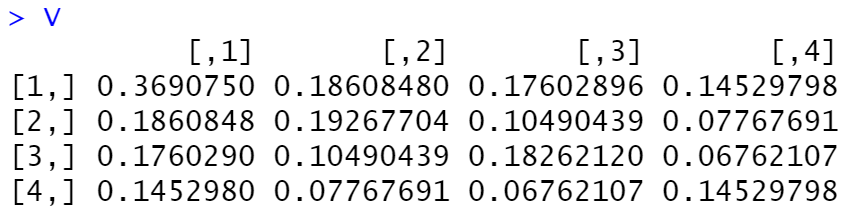 > V
          [,1]       [,2]       [,3]       [,4]
[1,] 0.3690750 0.18608480 0.17602896 0.14529798
[2,] 0.1860848 0.19267704 0.10490439 0.07767691
[3,] 0.1760290 0.10490439 0.18262120 0.06762107
[4,] 0.1452980 0.07767691 0.06762107 0.14529798